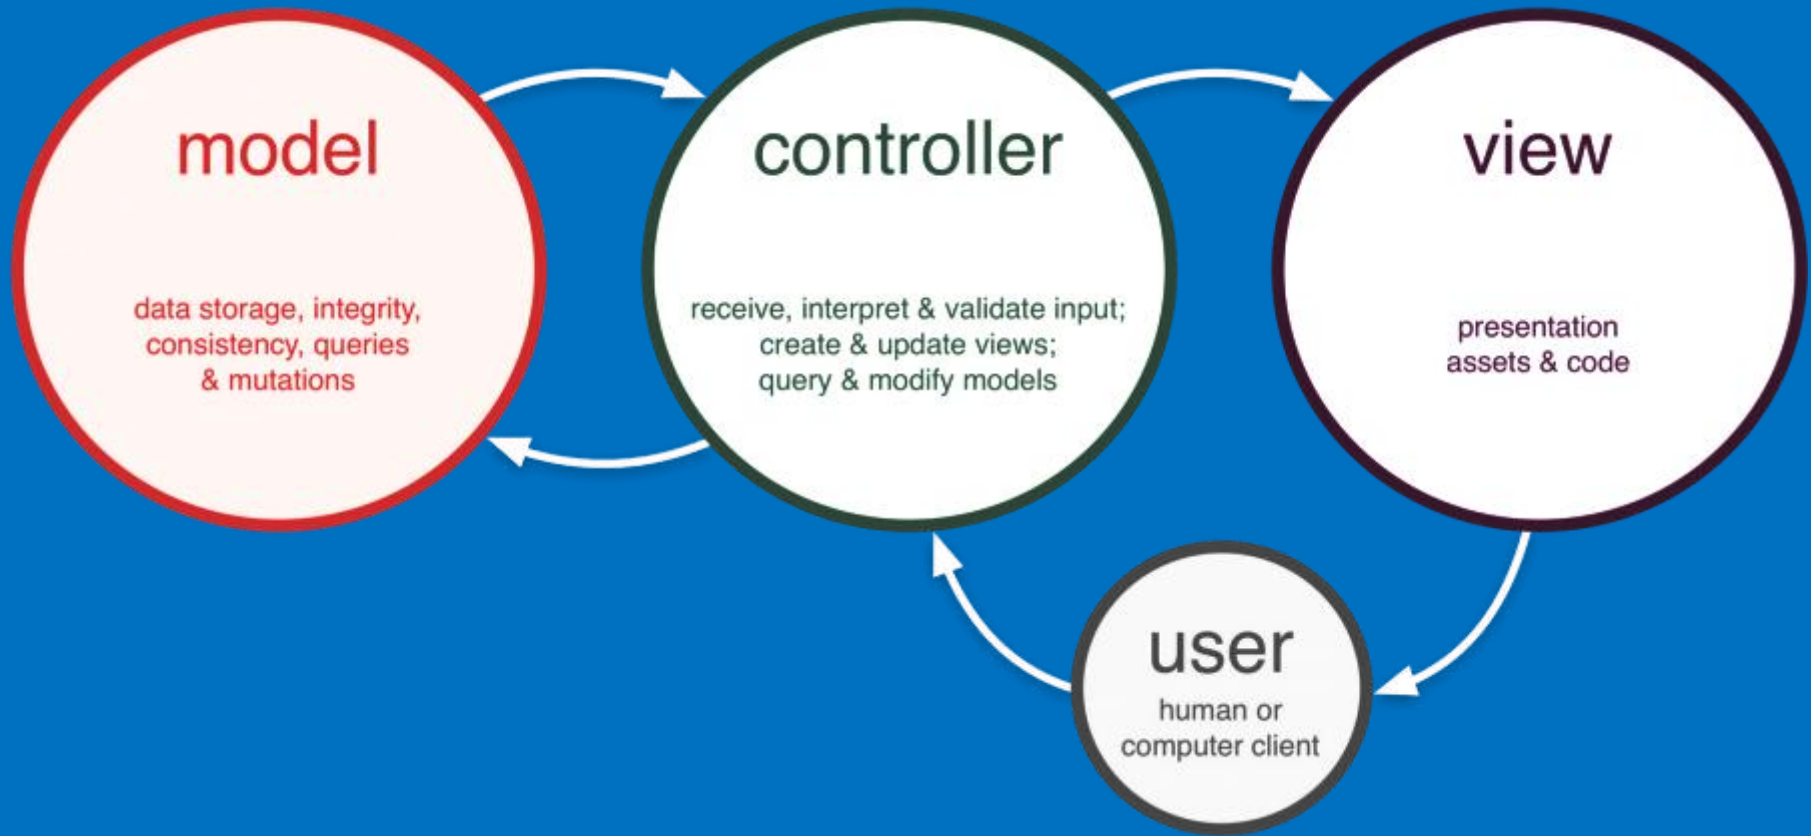 model
data storage, integrity,
consistency, queries
& mutations
controller
receive, interpret & validate input;
create & update views;
query & modify models
view
presentation
assets & code
user
human or
computer client